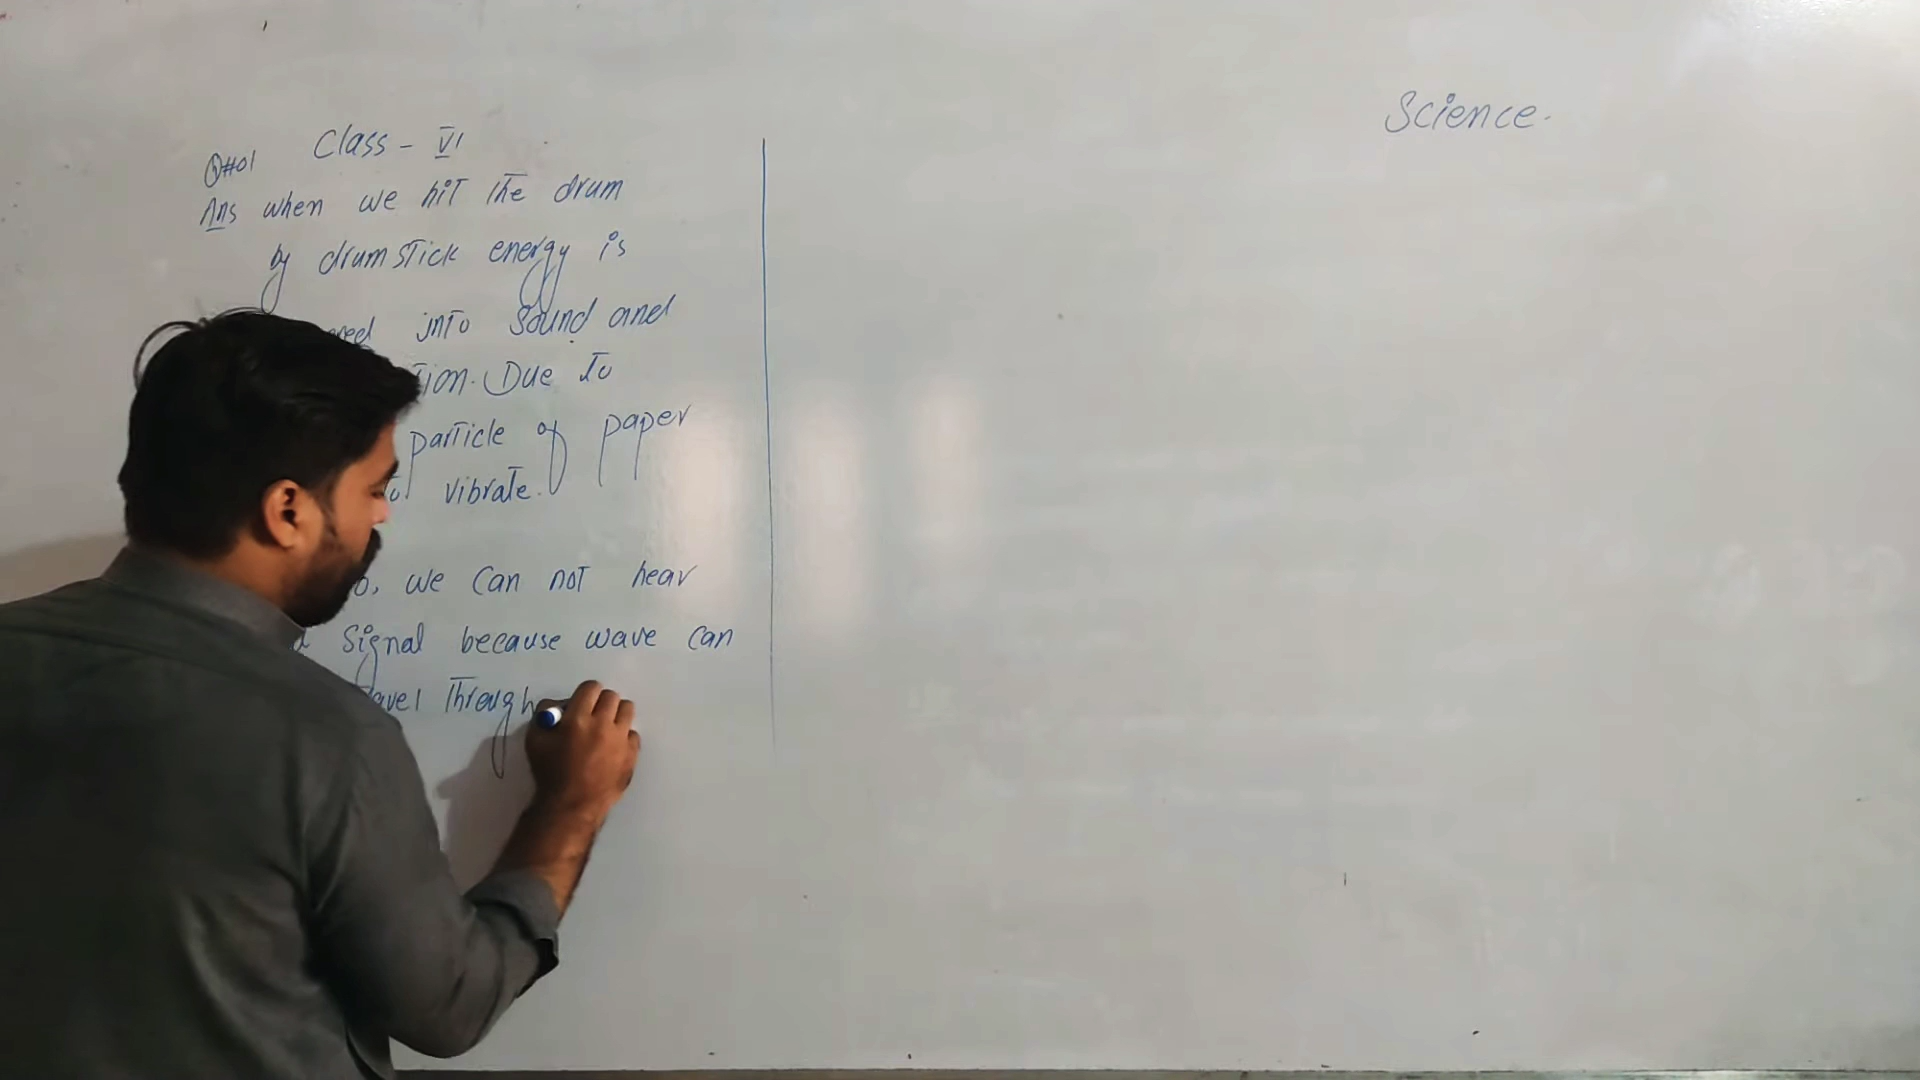 Science.
Class - VI
Q#01
Ans when we hit the drum
by drumstick energy is
into sound and
Due to
particle of paper
vibrate.
we can not hear
signal because wave can
through